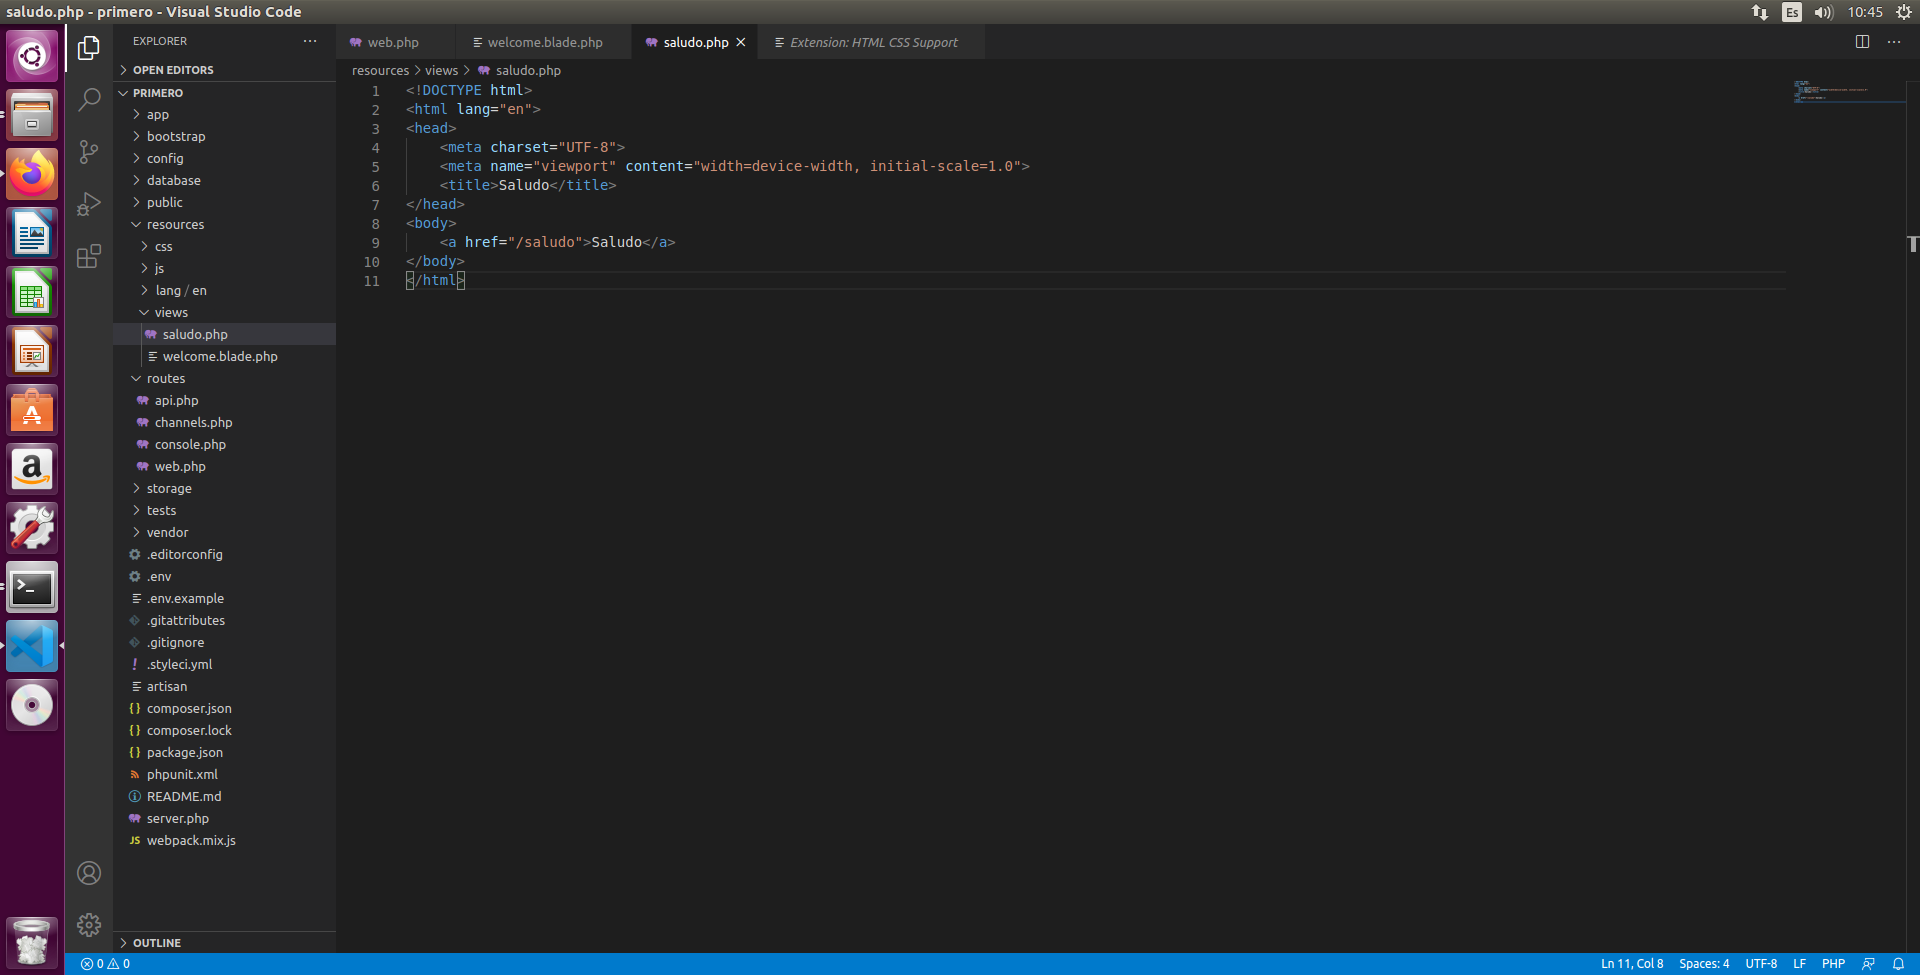 saludo.php - primero - Visual Studio Code
Es
10:45
EXPLORER
OPEN EDITORS
PRIMERO
app
bootstrap
config
database
public
resources
css
js
lang / en
views
saludo.php
welcome.blade.php
routes
api.php
channels.php
console.php
web.php
storage
tests
vendor
.editorconfig
.env
.env.example
.gitattributes
.gitignore
.styleci.yml
artisan
composer.json
composer.lock
package.json
phpunit.xml
README.md
server.php
webpack.mix.js
OUTLINE
web.php
welcome.blade.php
saludo.php
Extension: HTML CSS Support
resources > views > saludo.php
1 <!DOCTYPE html>
2 <html lang="en">
3 <head>
4     <meta charset="UTF-8">
5     <meta name="viewport" content="width=device-width, initial-scale=1.0">
6     <title>Saludo</title>
7 </head>
8 <body>
9     <a href="/saludo">Saludo</a>
10 </body>
11 </html>
0 0
Ln 11, Col 8
Spaces: 4
UTF-8
LF
PHP